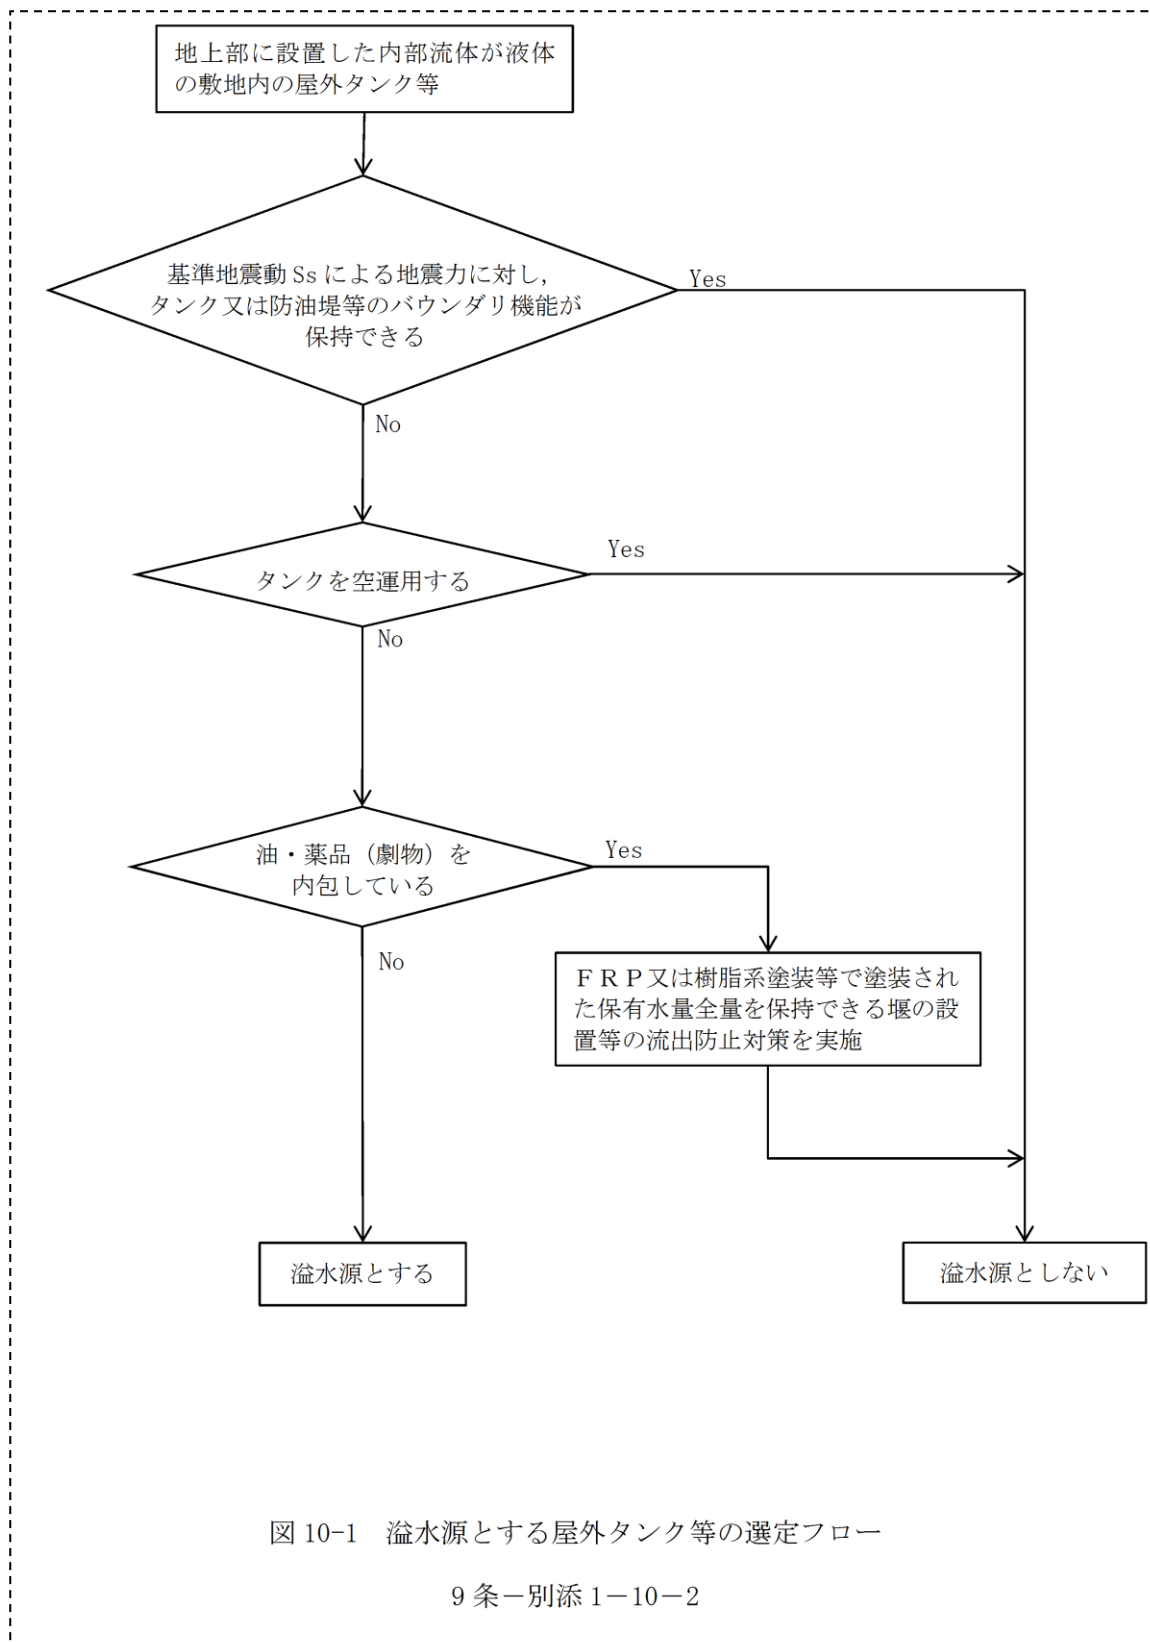 地上部に設置した内部流体が液体
の敷地内の屋外タンク等
基準地震動 Ss による地震力に対し,
タンク又は防油堤等のバウンダリ機能が
保持できる
Yes
No
タンクを空運用する
Yes
No
油・薬品（劇物）を
内包している
Yes
No
ＦＲＰ又は樹脂系塗装等で塗装され
た保有水量全量を保持できる堰の設
置等の流出防止対策を実施
溢水源とする
溢水源としない
図 10-1　溢水源とする屋外タンク等の選定フロー
9 条－別添 1－10－2